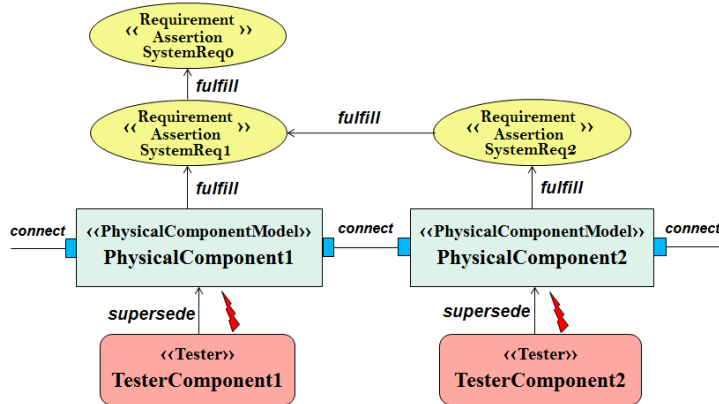 ‹‹ Requirement ››
Assertion
SystemReq0
fulfill
‹‹ Requirement ››
Assertion
SystemReq1
fulfill
‹‹ Requirement ››
Assertion
SystemReq2
fulfill
fulfill
connect
‹‹PhysicalComponentModel››
PhysicalComponent1
connect
‹‹PhysicalComponentModel››
PhysicalComponent2
connect
supersede
supersede
‹‹Tester››
TesterComponent1
‹‹Tester››
TesterComponent2